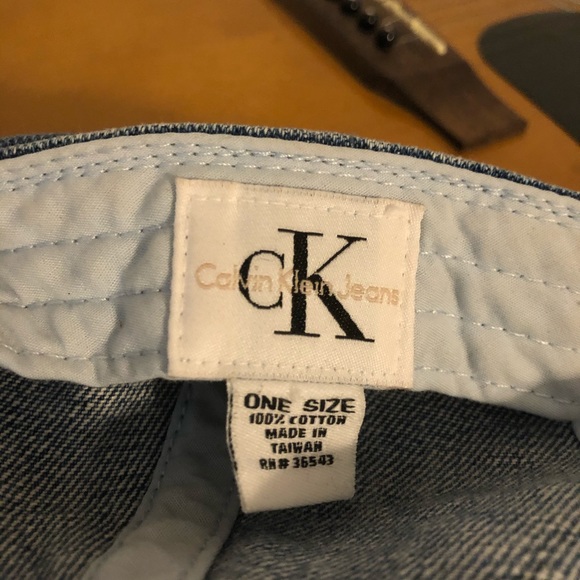 CK
Calvin Klein Jeans
ONE SIZE
100% COTTON
MADE IN
TAIWAN
RN# 36543